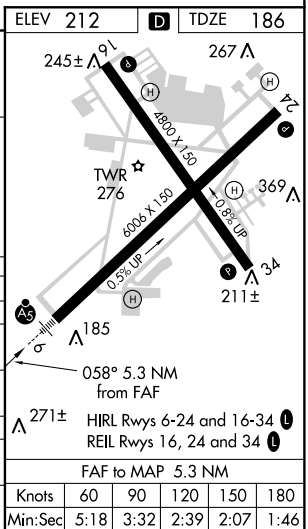 ELEV 212 D TDZE 186
16
245±
267
P
H
H
24
4800 X 150
P
TWR
276
H
369
6006 X 150
0.8% UP
0.5% UP
P
34
H
211±
A5
6
185
058° 5.3 NM
from FAF
271±
HIRL Rwys 6-24 and 16-34 L
REIL Rwys 16, 24 and 34 L
FAF to MAP 5.3 NM
Knots 60 90 120 150 180
Min:Sec 5:18 3:32 2:39 2:07 1:46